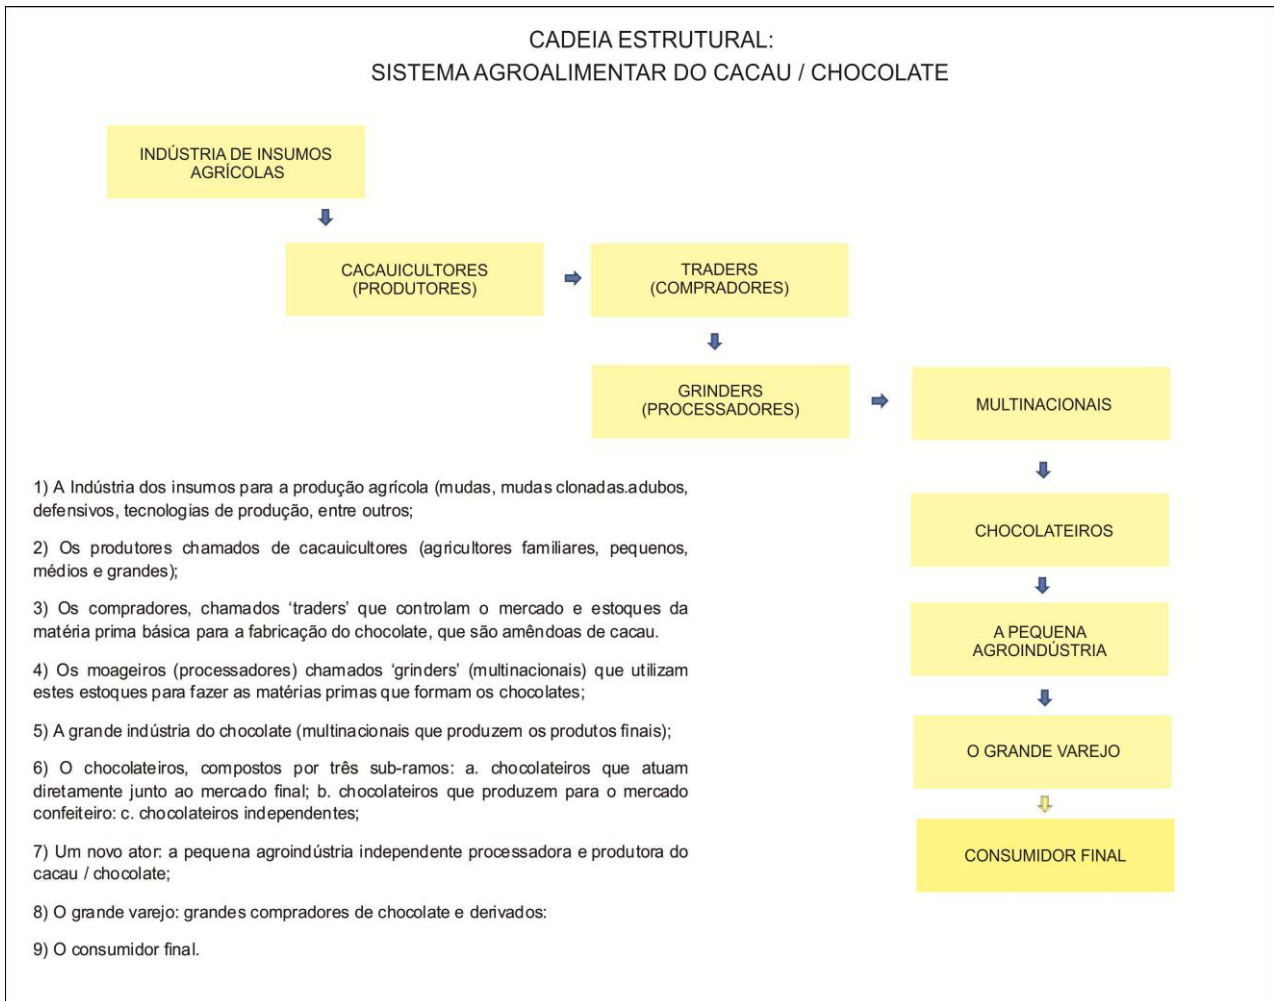 CADEIA ESTRUTURAL:
SISTEMA AGROALIMENTAR DO CACAU / CHOCOLATE
INDÚSTRIA DE INSUMOS
AGRÍCOLAS
CACAUICULTORES
(PRODUTORES)
TRADERS
(COMPRADORES)
GRINDERS
(PROCESSADORES)
MULTINACIONAIS
CHOCOLATEIROS
A PEQUENA
AGROINDÚSTRIA
O GRANDE VAREJO
CONSUMIDOR FINAL
1) A Indústria dos insumos para a produção agrícola (mudas, mudas clonadas.adubos,
defensivos, tecnologias de produção, entre outros;
2) Os produtores chamados de cacauicultores (agricultores familiares, pequenos,
médios e grandes);
3) Os compradores, chamados ‘traders’ que controlam o mercado e estoques da
matéria prima básica para a fabricação do chocolate, que são amêndoas de cacau.
4) Os moageiros (processadores) chamados ‘grinders’ (multinacionais) que utilizam
estes estoques para fazer as matérias primas que formam os chocolates;
5) A grande indústria do chocolate (multinacionais que produzem os produtos finais);
6) O chocolateiros, compostos por três sub-ramos: a. chocolateiros que atuam
diretamente junto ao mercado final; b. chocolateiros que produzem para o mercado
confeiteiro: c. chocolateiros independentes;
7) Um novo ator: a pequena agroindústria independente processadora e produtora do
cacau / chocolate;
8) O grande varejo: grandes compradores de chocolate e derivados:
9) O consumidor final.